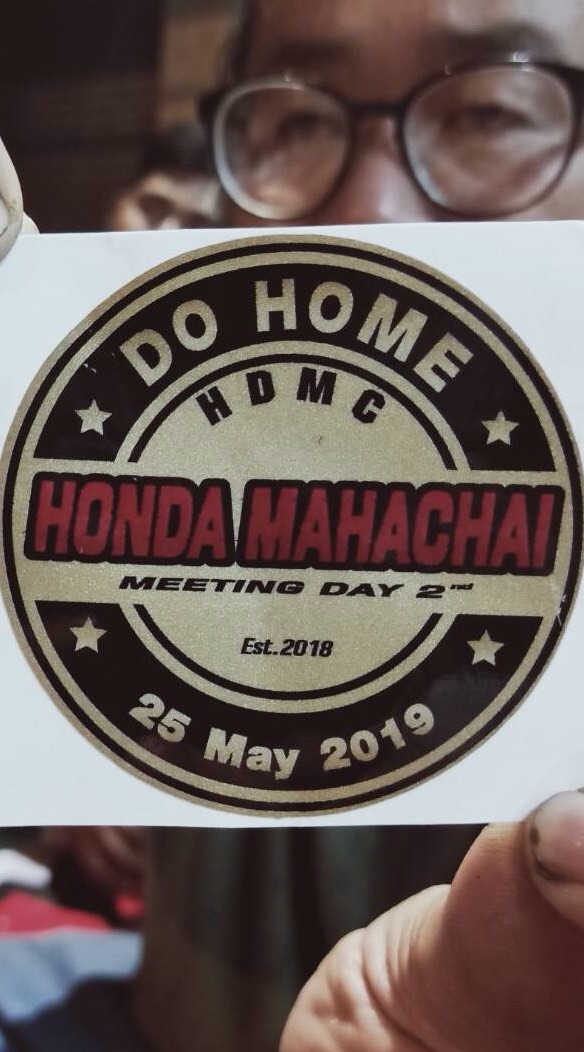 DO HOME
HDMC
HONDA MAHACHAI
MEETING DAY 2nd
Est.2018
25 May 2019